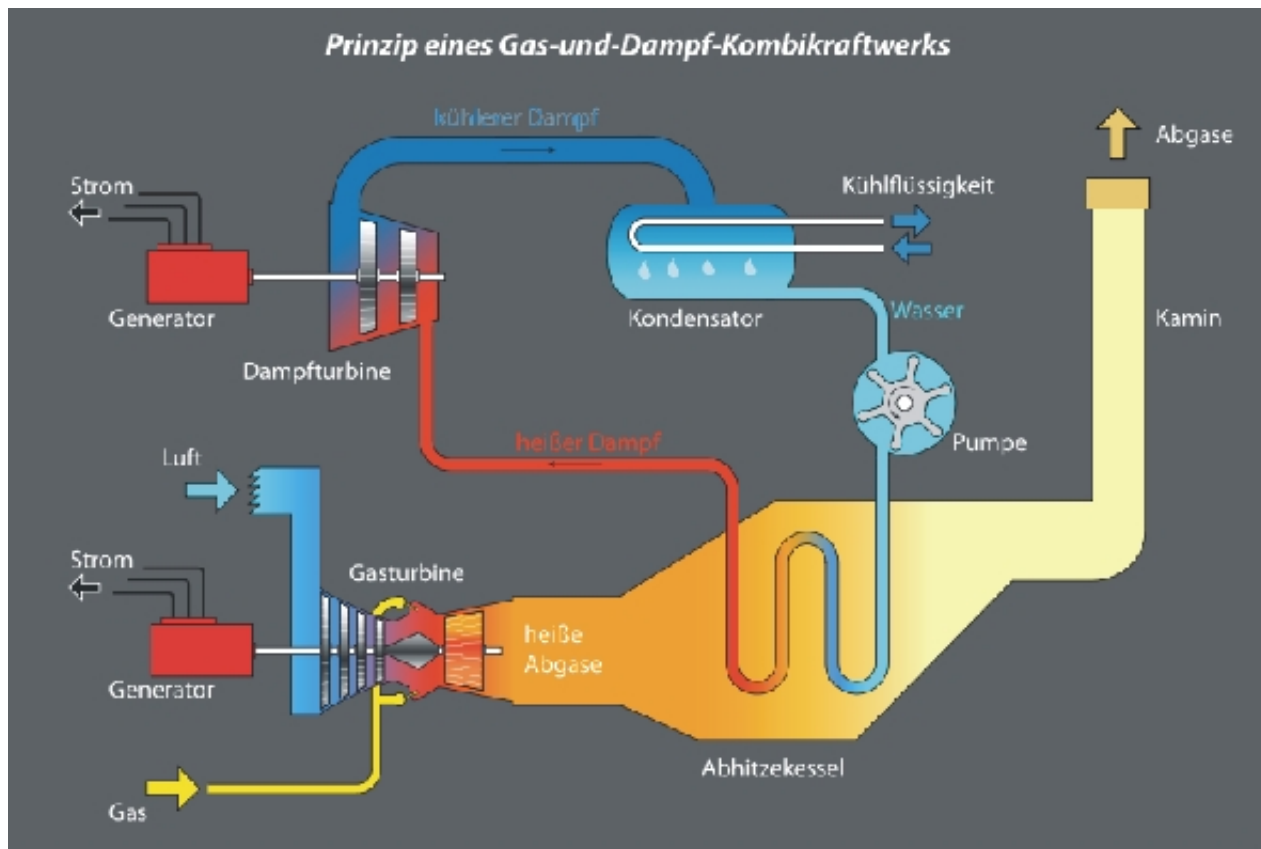 Prinzip eines Gas-und-Dampf-Kombikraftwerks
kühlerer Dampf
Abgase
Strom
Kühlflüssigkeit
Generator
Kondensator
Wasser
Kamin
Dampfturbine
heißer Dampf
Pumpe
Luft
Strom
Gasturbine
heiße
Abgase
Generator
Abhitzekessel
Gas